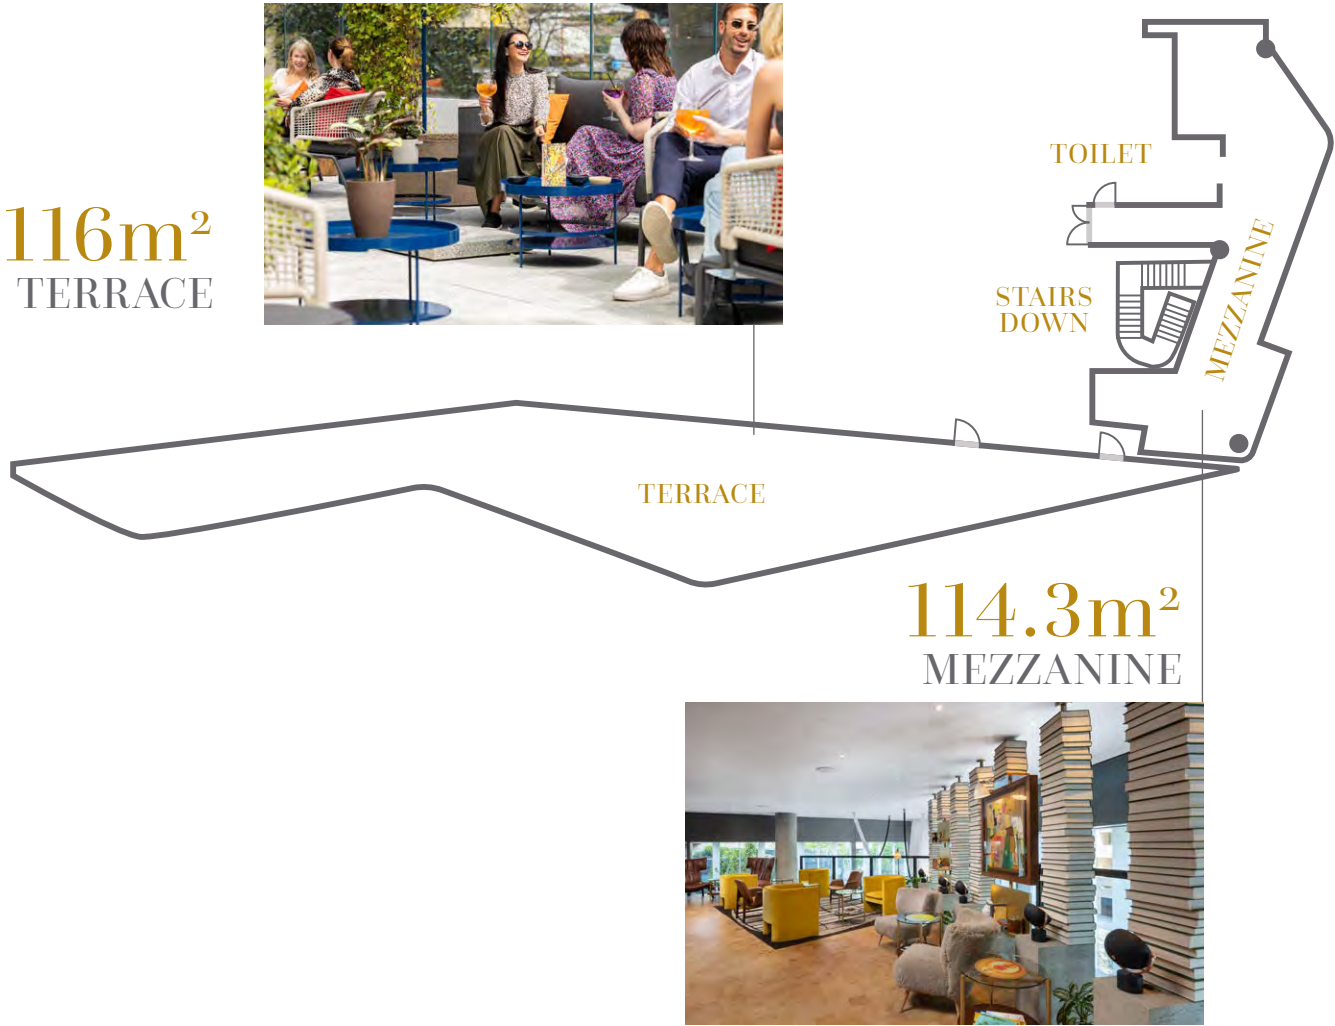 116m²
TERRACE
TOILET
STAIRS
DOWN
MEZZANINE
TERRACE
114.3m²
MEZZANINE